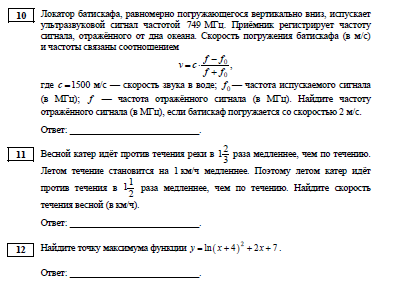 10 Локатор батискафа, равномерно погружающегося вертикально вниз, испускает
ультразвуковой сигнал частотой 749 МГц. Приёмник регистрирует частоту
сигнала, отражённого от дна океана. Скорость погружения батискафа (в м/с)
и частоты связаны соотношением
v = c · (f − f₀)/(f + f₀),
где c = 1500 м/с — скорость звука в воде; f₀ — частота испускаемого сигнала
(в МГц); f — частота отражённого сигнала (в МГц). Найдите частоту
отражённого сигнала (в МГц), если батискаф погружается со скоростью 2 м/с.
Ответ: ___________________________.
11 Весной катер идёт против течения реки в 1 2/3 раза медленнее, чем по течению.
Летом течение становится на 1 км/ч медленнее. Поэтому летом катер идёт
против течения в 1 1/2 раза медленнее, чем по течению. Найдите скорость
течения весной (в км/ч).
Ответ: ___________________________.
12 Найдите точку максимума функции y = ln(x + 4)² + 2x + 7 .
Ответ: ___________________________.